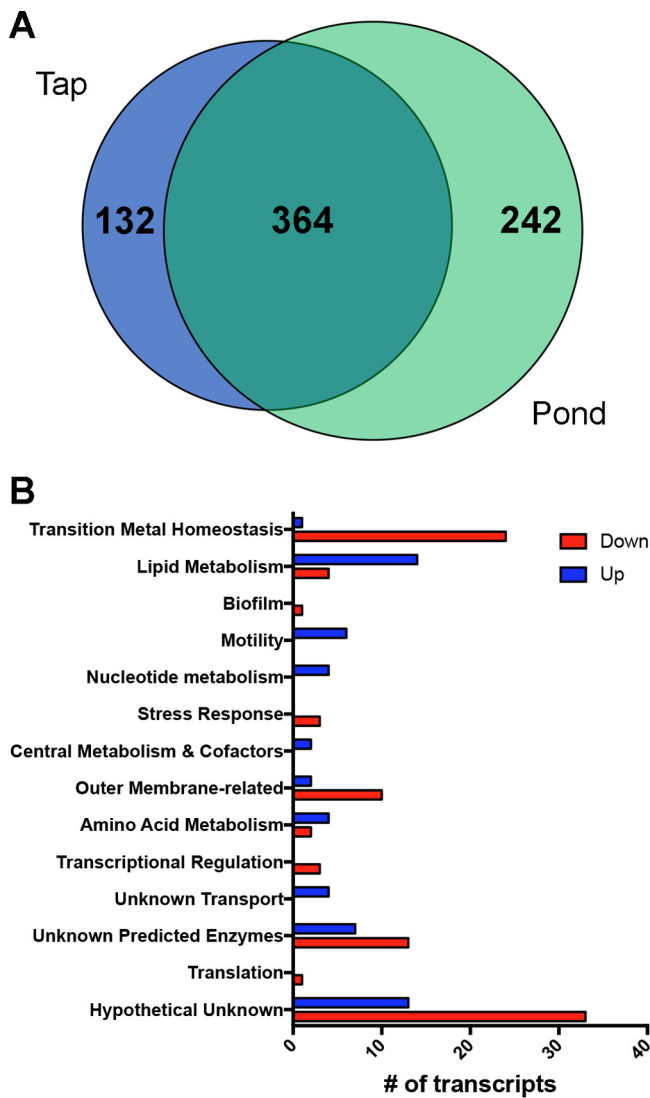 A
Tap
132
364
242
Pond
B
Transition Metal Homeostasis
Lipid Metabolism
Biofilm
Motility
Nucleotide metabolism
Stress Response
Central Metabolism & Cofactors
Outer Membrane-related
Amino Acid Metabolism
Transcriptional Regulation
Unknown Transport
Unknown Predicted Enzymes
Translation
Hypothetical Unknown
Down
Up
0 10 20 30 40
# of transcripts